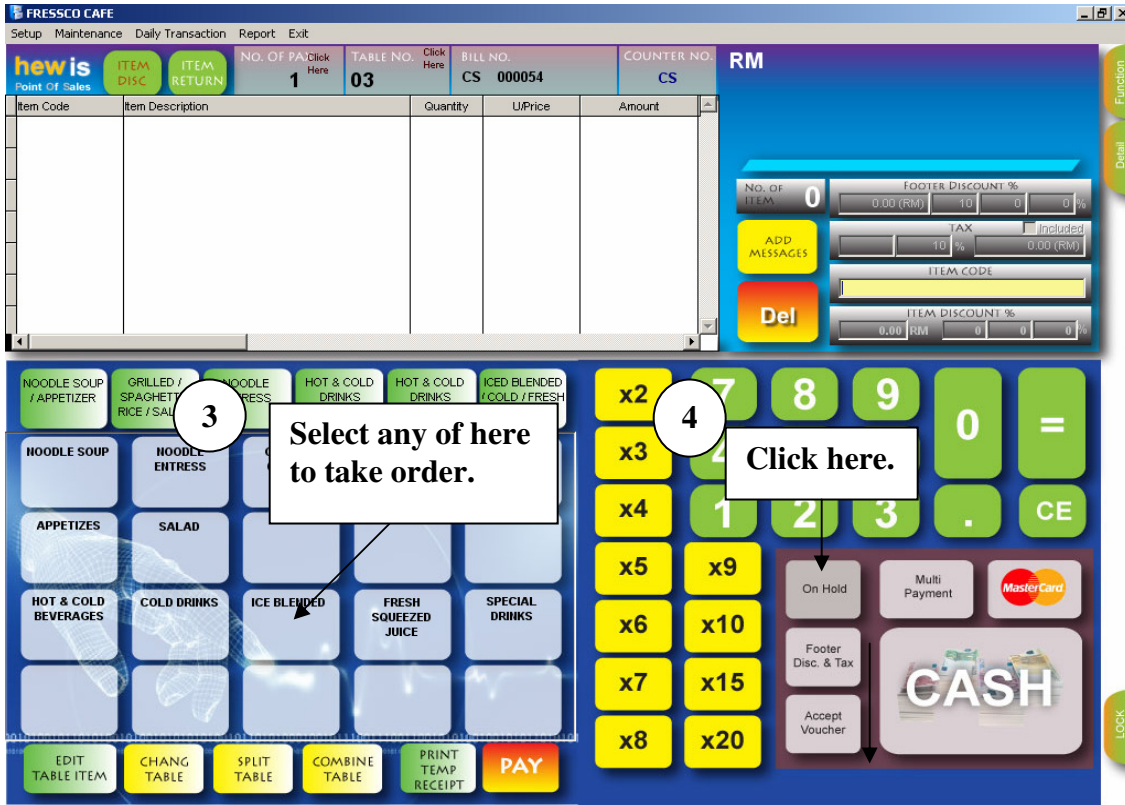 FRESSCO CAFE
Setup Maintenance Daily Transaction Report Exit
hewis
Point Of Sales
ITEM DISC
ITEM RETURN
NO. OF PAX
Click Here
1
TABLE NO.
Click Here
03
BILL NO.
CS 000054
COUNTER NO.
CS
RM
Function
Detail
Item Code Item Description Quantity U/Price Amount
NO. OF ITEM 0
FOOTER DISCOUNT %
0.00 (RM) 10 0 0 %
TAX Included
10 % 0.00 (RM)
ADD MESSAGES
ITEM CODE
Del
ITEM DISCOUNT %
0.00 RM 0 0 0 %
NOODLE SOUP
/ APPETIZER
GRILLED /
RICE /
HOT & COLD
DRINKS
HOT & COLD
DRINKS
ICED BLENDED
/ COLD / FRESH
3
Select any of here
to take order.
NOODLE SOUP
NOODLE
ENTRESS
APPETIZES
SALAD
HOT & COLD
BEVERAGES
COLD DRINKS
ICE BLENDED
FRESH
SQUEEZED
JUICE
SPECIAL
DRINKS
EDIT
TABLE ITEM
CHANG
TABLE
SPLIT
TABLE
COMBINE
TABLE
PRINT
TEMP
RECEIPT
PAY
4
Click here.
x2 7 8 9 0 =
x3
x4 1 2 3 . CE
x5 x9
x6 x10
x7 x15
x8 x20
On Hold
Multi
Payment
MasterCard
Footer
Disc. & Tax
CASH
Accept
Voucher
LOCK